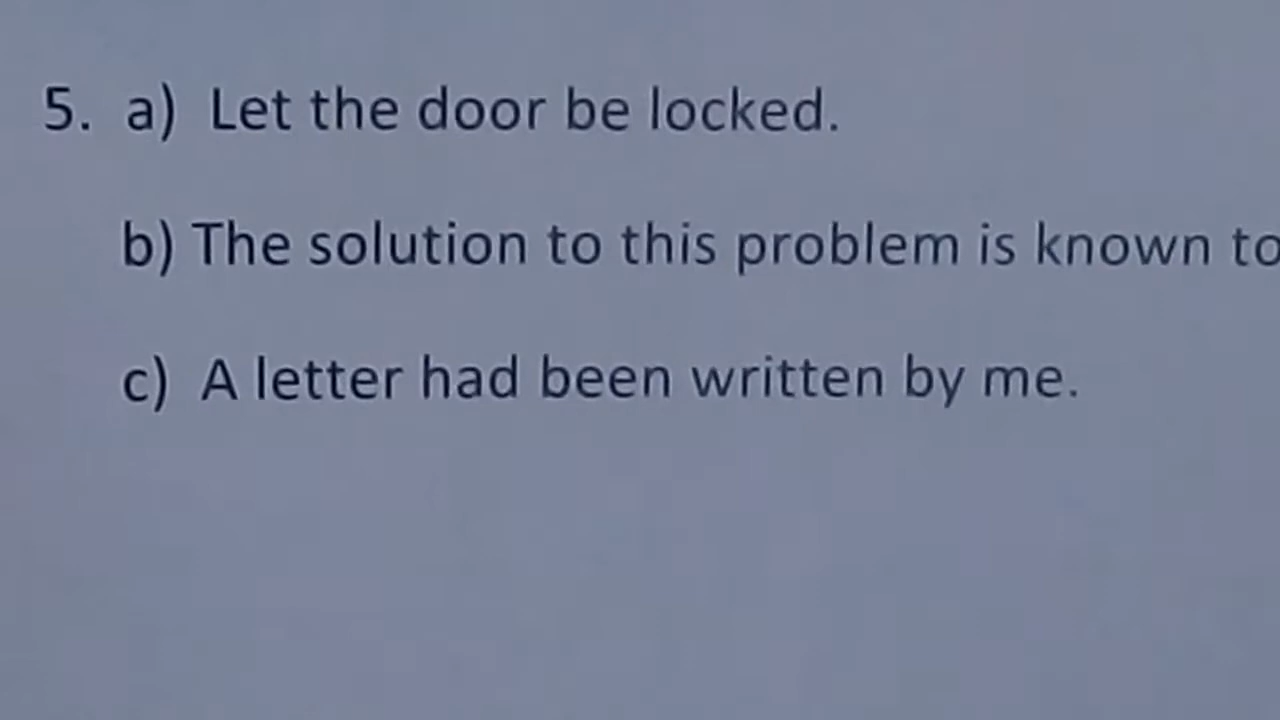 5. a) Let the door be locked.
b) The solution to this problem is known to
c) A letter had been written by me.